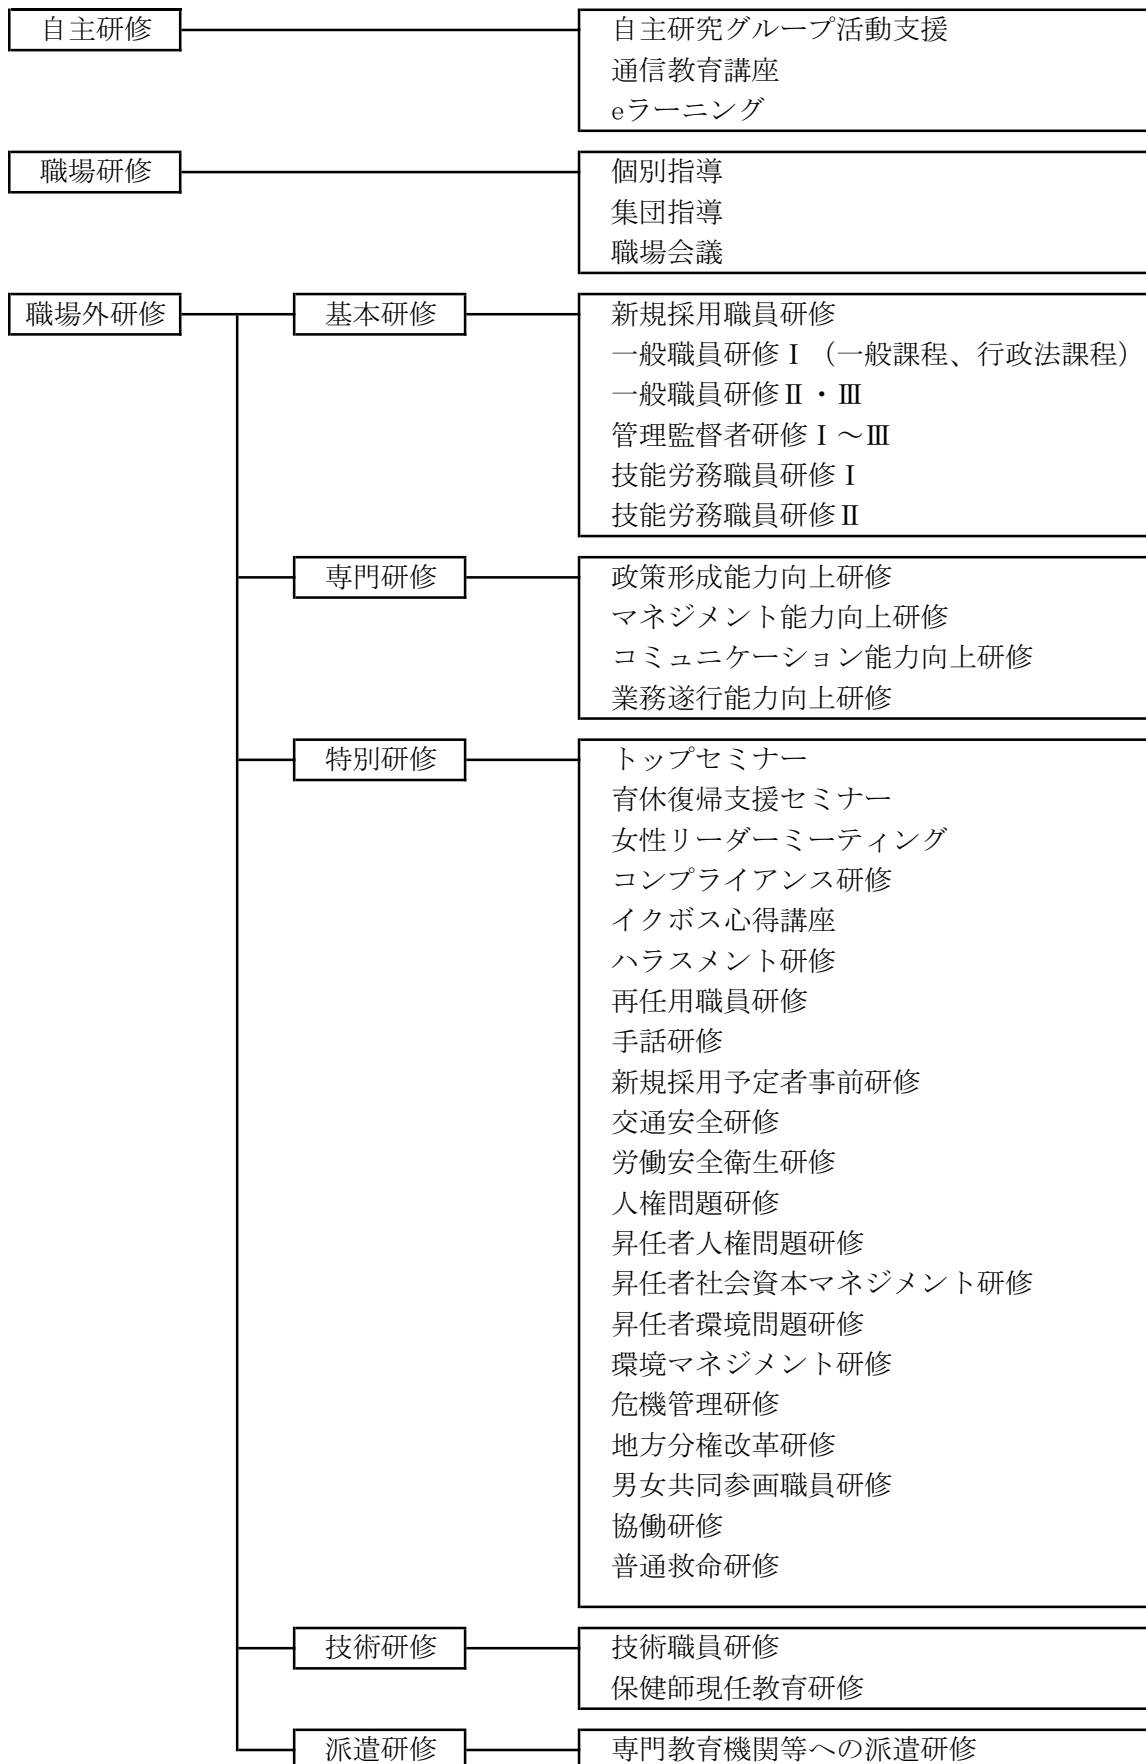 自主研修
自主研究グループ活動支援
通信教育講座
eラーニング
職場研修
個別指導
集団指導
職場会議
職場外研修
基本研修
新規採用職員研修
一般職員研修Ⅰ（一般課程、行政法課程）
一般職員研修Ⅱ・Ⅲ
管理監督者研修Ⅰ～Ⅲ
技能労務職員研修Ⅰ
技能労務職員研修Ⅱ
専門研修
政策形成能力向上研修
マネジメント能力向上研修
コミュニケーション能力向上研修
業務遂行能力向上研修
特別研修
トップセミナー
育休復帰支援セミナー
女性リーダーミーティング
コンプライアンス研修
イクボス心得講座
ハラスメント研修
再任用職員研修
手話研修
新規採用予定者事前研修
交通安全研修
労働安全衛生研修
人権問題研修
昇任者人権問題研修
昇任者社会資本マネジメント研修
昇任者環境問題研修
環境マネジメント研修
危機管理研修
地方分権改革研修
男女共同参画職員研修
協働研修
普通救命研修
技術研修
技術職員研修
保健師現任教育研修
派遣研修
専門教育機関等への派遣研修